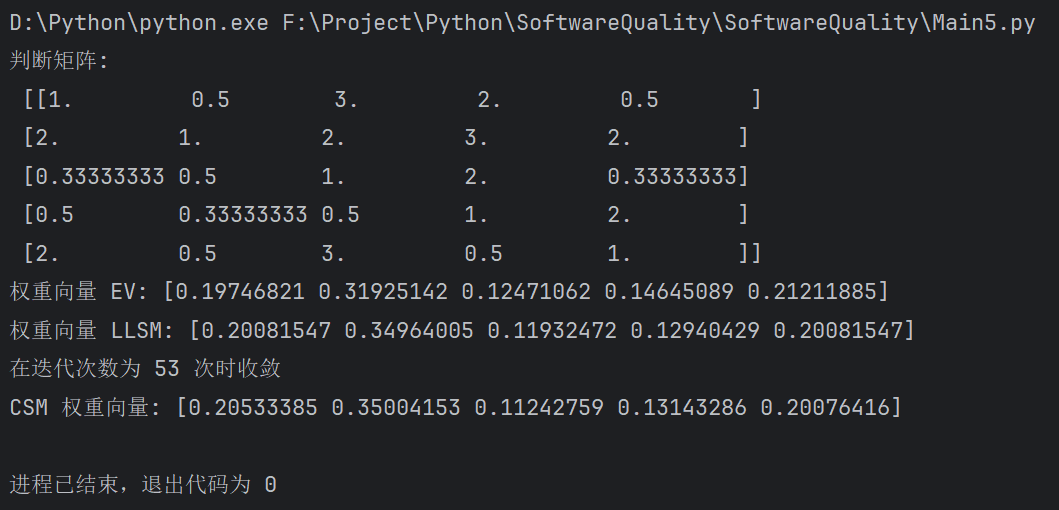 D:\Python\python.exe F:\Project\Python\SoftwareQuality\SoftwareQuality\Main5.py
判断矩阵:
[[1. 0.5 3. 2. 0.5 ]
[2. 1. 2. 3. 2. ]
[0.33333333 0.5 1. 2. 0.33333333]
[0.5 0.33333333 0.5 1. 2. ]
[2. 0.5 3. 0.5 1. ]]
权重向量 EV: [0.19746821 0.31925142 0.12471062 0.14645089 0.21211885]
权重向量 LLSM: [0.20081547 0.34964005 0.11932472 0.12940429 0.20081547]
在迭代次数为 53 次时收敛
CSM 权重向量: [0.20533385 0.35004153 0.11242759 0.13143286 0.20076416]
进程已结束，退出代码为 0